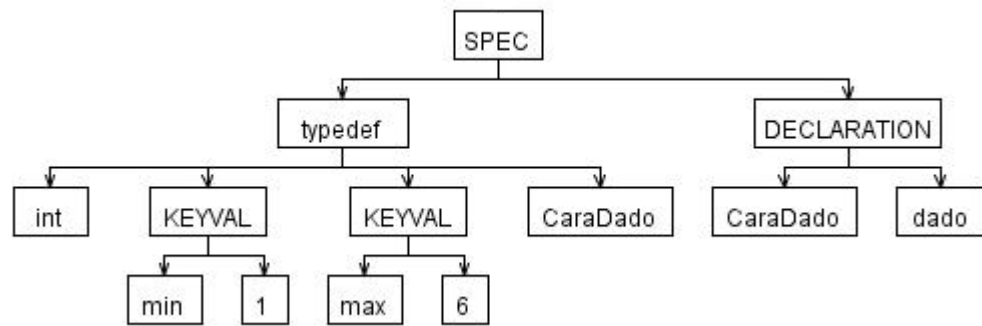 SPEC
typedef DECLARATION
int KEYVAL KEYVAL CaraDado CaraDado dado
min 1 max 6